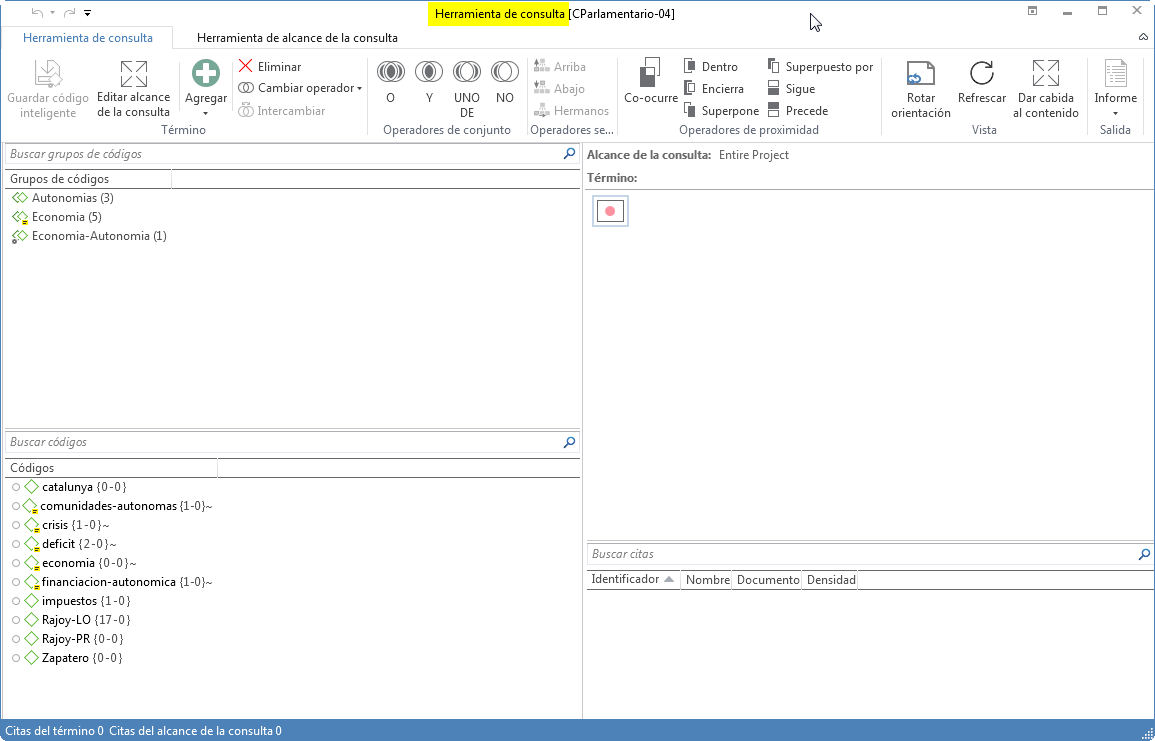 Herramienta de consulta [CParlamentario-04]
Herramienta de consulta Herramienta de alcance de la consulta
Guardar código inteligente
Editar alcance de la consulta
Agregar
Eliminar
Cambiar operador
Intercambiar
Término
O
Y
UNO DE
NO
Operadores de conjunto
Arriba
Abajo
Hermanos
Operadores se...
Co-ocurre
Dentro
Encierra
Superpone
Superpuesto por
Sigue
Precede
Operadores de proximidad
Rotar orientación
Refrescar
Dar cabida al contenido
Vista
Informe
Salida
Buscar grupos de códigos
Grupos de códigos
Autonomias (3)
Economia (5)
Economia-Autonomia (1)
Buscar códigos
Códigos
catalunya {0-0}
comunidades-autonomas {1-0}~
crisis {1-0}~
deficit {2-0}~
economia {0-0}~
financiacion-autonomica {1-0}~
impuestos {1-0}
Rajoy-LO {17-0}
Rajoy-PR {0-0}
Zapatero {0-0}
Alcance de la consulta: Entire Project
Término:
Buscar citas
Identificador Nombre Documento Densidad
Citas del término 0 Citas del alcance de la consulta 0